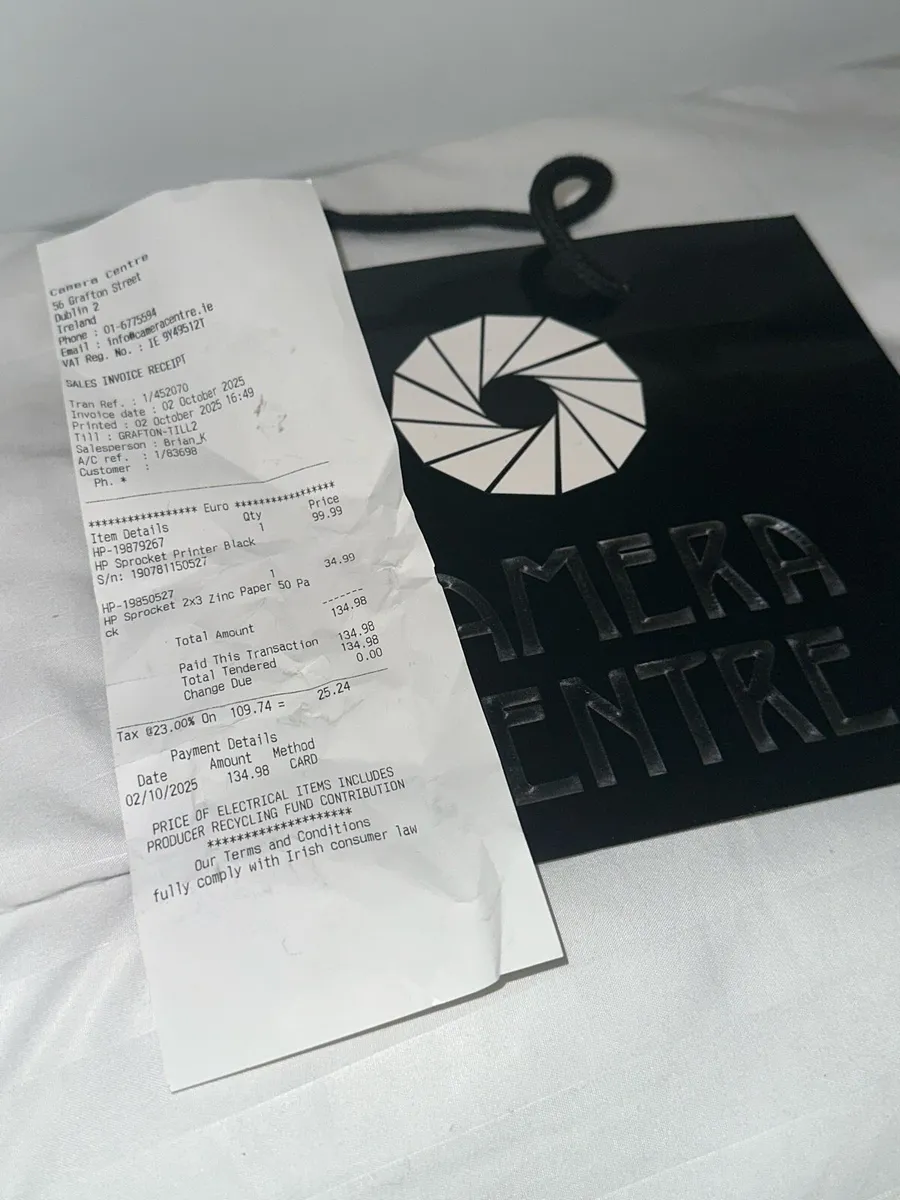 Camera Centre
56 Grafton Street
Dublin 2
Ireland
Phone : 01-6775594
Email : info@cameracentre.ie
VAT Reg. No. : IE 9Y49512T
SALES INVOICE RECEIPT
Tran Ref. : 1/452070
Invoice date : 02 October 2025
Printed : 02 October 2025 16:49
Till : GRAFTON-TILL2
Salesperson : Brian_K
A/C ref. : 1/83698
Customer :
Ph. *
***************** Euro *****************
Item Details Qty Price
HP-19879267 1 99.99
HP Sprocket Printer Black
S/n: 190781150527
HP-19850527 1 34.99
HP Sprocket 2x3 Zinc Paper 50 Pa
ck
-------
Total Amount 134.98
Paid This Transaction 134.98
Total Tendered 134.98
Change Due 0.00
Tax @23.00% On 109.74 = 25.24
Payment Details
Date Amount Method
02/10/2025 134.98 CARD
PRICE OF ELECTRICAL ITEMS INCLUDES
PRODUCER RECYCLING FUND CONTRIBUTION
********************
Our Terms and Conditions
fully comply with Irish consumer law
AMERA
ENTRE